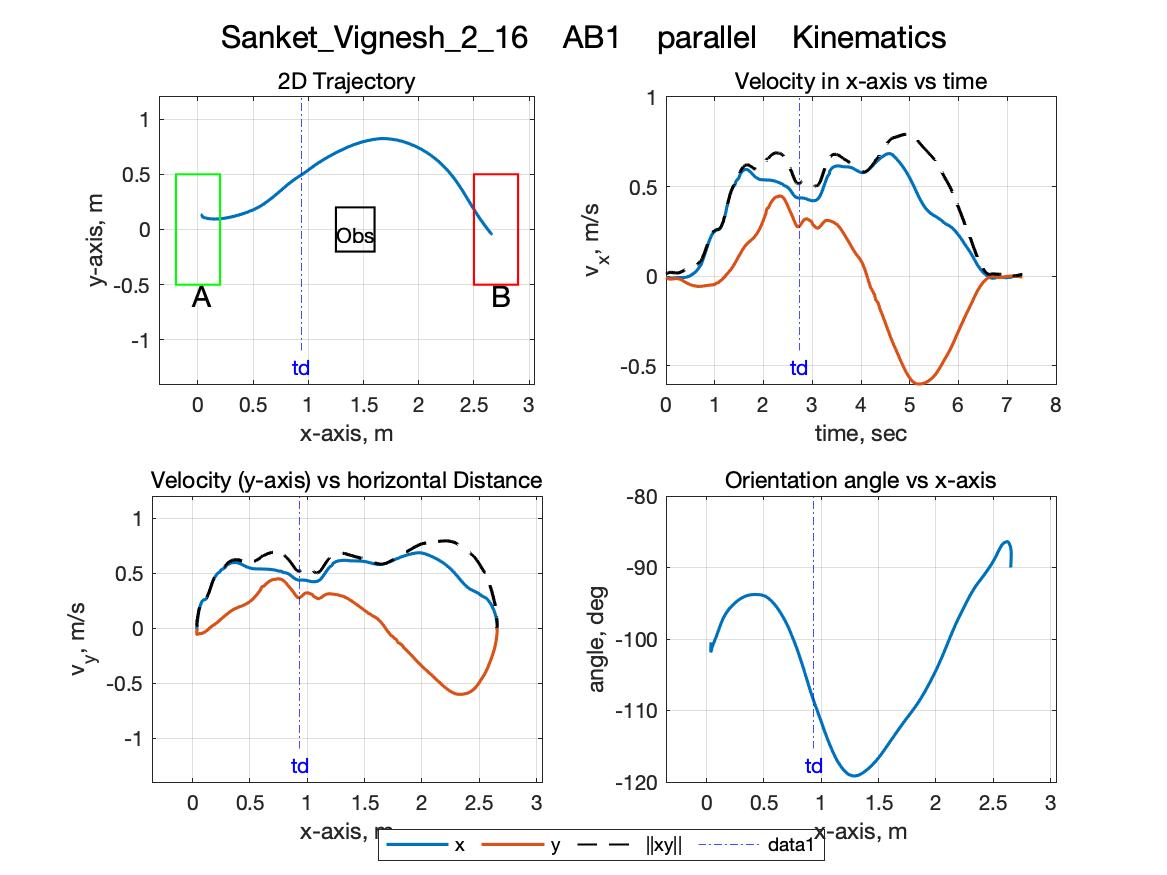 Sanket_Vignesh_2_16 AB1 parallel Kinematics
2D Trajectory
1
0.5
0
-0.5
-1
y-axis, m
A
Obs
B
td
0 0.5 1 1.5 2 2.5 3
x-axis, m
Velocity in x-axis vs time
1
0.5
0
-0.5
vx, m/s
td
0 1 2 3 4 5 6 7 8
time, sec
Velocity (y-axis) vs horizontal Distance
1
0.5
0
-0.5
-1
vy, m/s
td
0 0.5 1 1.5 2 2.5 3
x-axis, m
Orientation angle vs x-axis
-80
-90
-100
-110
-120
angle, deg
td
0 0.5 1 1.5 2 2.5 3
x-axis, m
x y ||xy|| data1